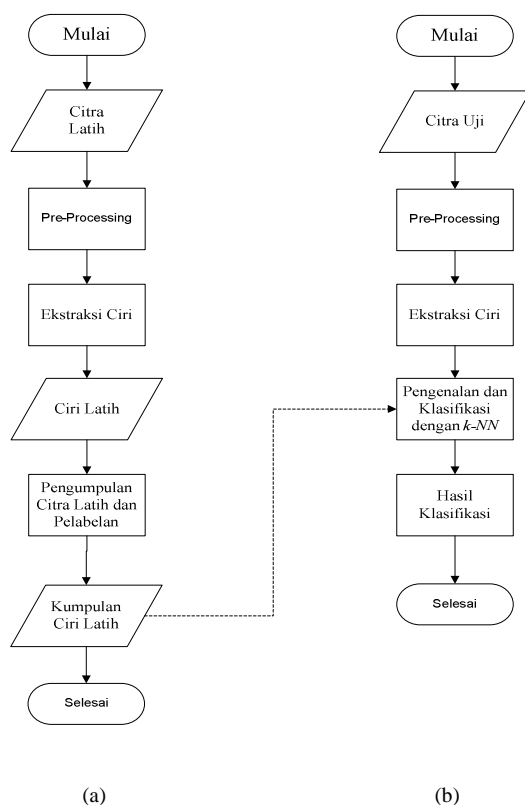 Mulai
Citra
Latih
Pre-Processing
Ekstraksi Ciri
Ciri Latih
Pengumpulan
Citra Latih dan
Pelabelan
Kumpulan
Ciri Latih
Selesai
(a)
Mulai
Citra Uji
Pre-Processing
Ekstraksi Ciri
Pengenalan dan
Klasifikasi
dengan k-NN
Hasil
Klasifikasi
Selesai
(b)